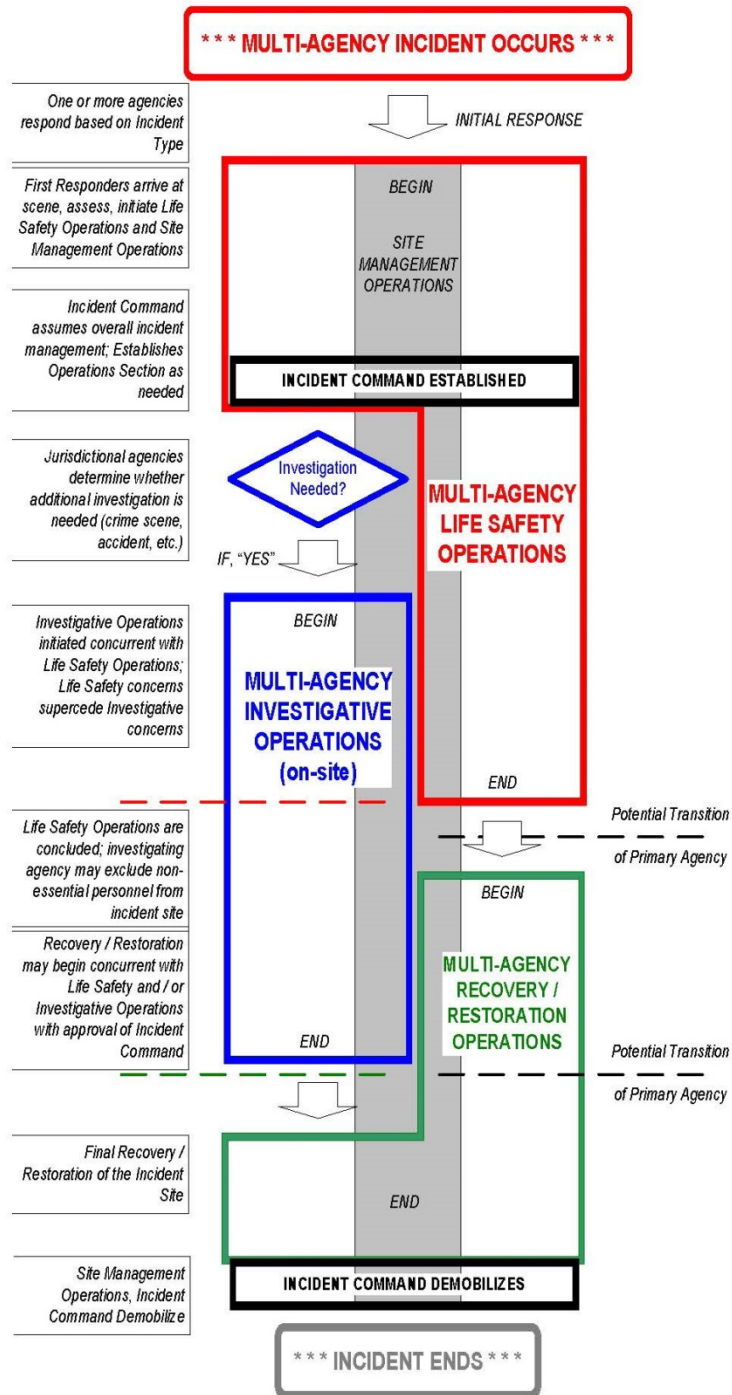 * * * MULTI-AGENCY INCIDENT OCCURS * * *
One or more agencies
respond based on Incident
Type
INITIAL RESPONSE
First Responders arrive at
scene, assess, initiate Life
Safety Operations and Site
Management Operations
BEGIN
SITE
MANAGEMENT
OPERATIONS
Incident Command
assumes overall incident
management; Establishes
Operations Section as
needed
INCIDENT COMMAND ESTABLISHED
Jurisdictional agencies
determine whether
additional investigation is
needed (crime scene,
accident, etc.)
Investigation
Needed?
MULTI-AGENCY
LIFE SAFETY
OPERATIONS
IF, “YES”
Investigative Operations
initiated concurrent with
Life Safety Operations;
Life Safety concerns
supercede Investigative
concerns
BEGIN
MULTI-AGENCY
INVESTIGATIVE
OPERATIONS
(on-site)
END
Potential Transition
of Primary Agency
Life Safety Operations are
concluded; investigating
agency may exclude non-
essential personnel from
incident site
BEGIN
Recovery / Restoration
may begin concurrent with
Life Safety and / or
Investigative Operations
with approval of Incident
Command
MULTI-AGENCY
RECOVERY /
RESTORATION
OPERATIONS
END
Potential Transition
of Primary Agency
Final Recovery /
Restoration of the Incident
Site
END
Site Management
Operations, Incident
Command Demobilize
INCIDENT COMMAND DEMOBILIZES
* * * INCIDENT ENDS * * *